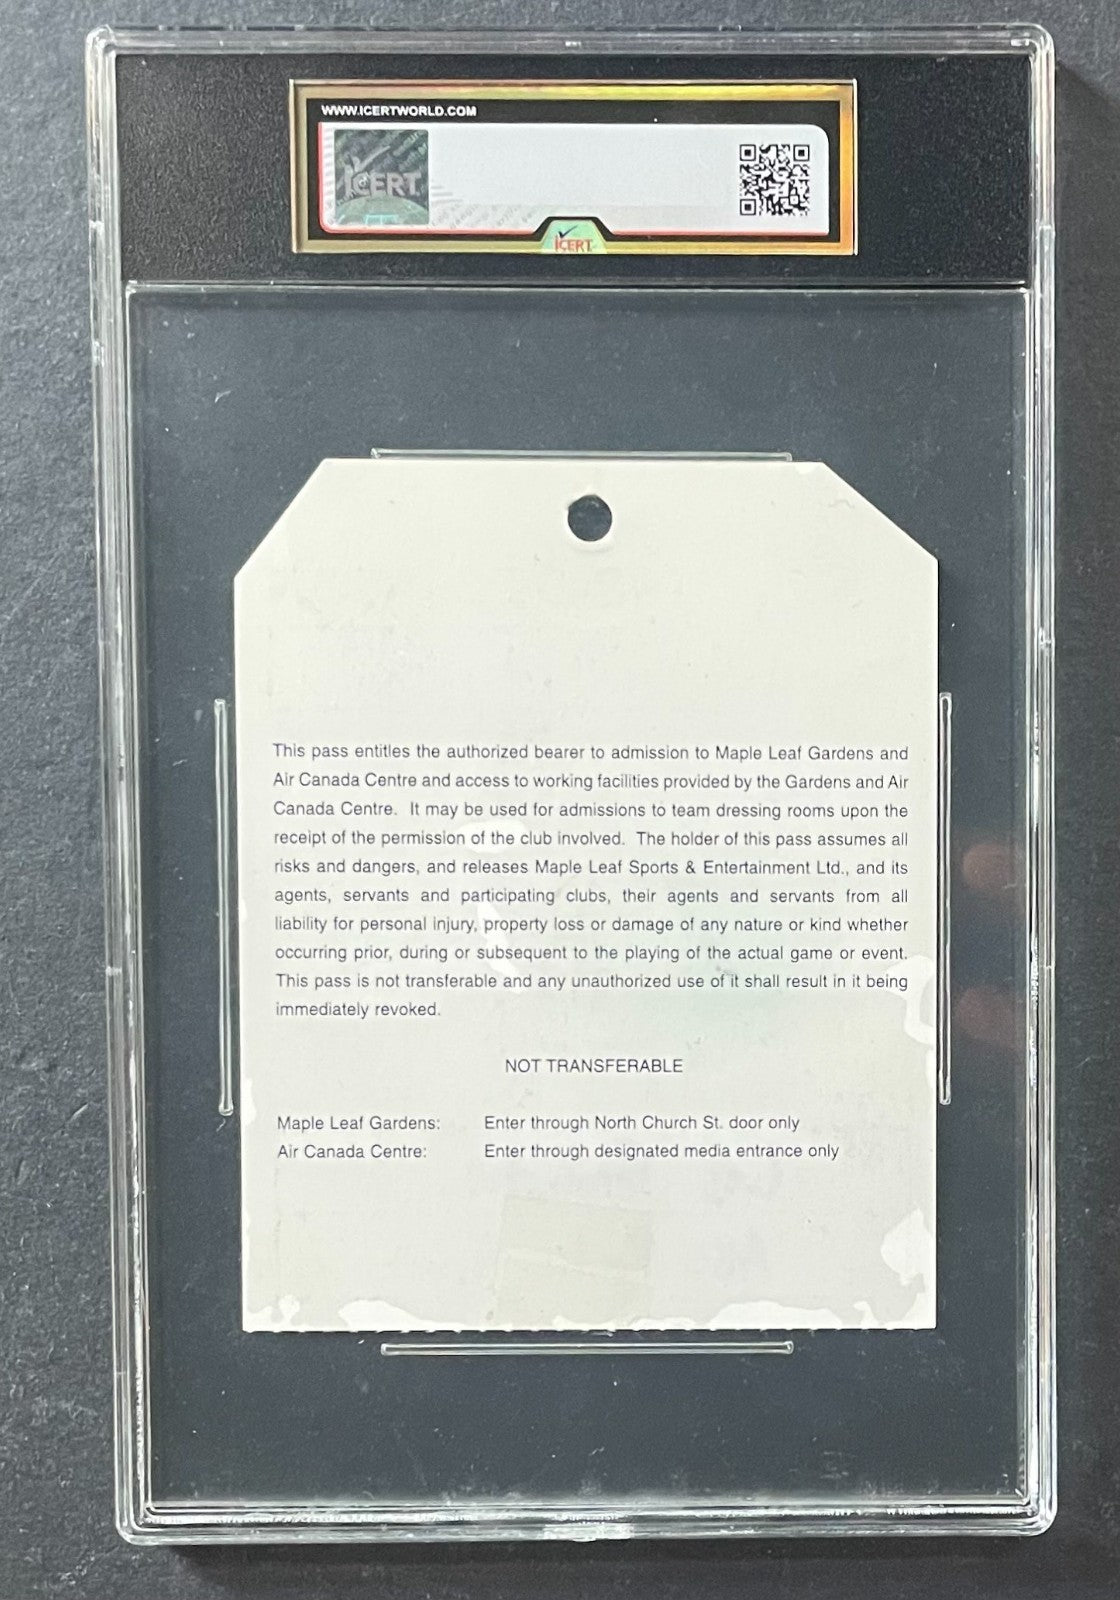 WWW.ICERTWORLD.COM
ICERT
ICERT
This pass entitles the authorized bearer to admission to Maple Leaf Gardens and
Air Canada Centre and access to working facilities provided by the Gardens and Air
Canada Centre. It may be used for admissions to team dressing rooms upon the
receipt of the permission of the club involved. The holder of this pass assumes all
risks and dangers, and releases Maple Leaf Sports & Entertainment Ltd., and its
agents, servants and participating clubs, their agents and servants from all
liability for personal injury, property loss or damage of any nature or kind whether
occurring prior, during or subsequent to the playing of the actual game or event.
This pass is not transferable and any unauthorized use of it shall result in it being
immediately revoked.
NOT TRANSFERABLE
Maple Leaf Gardens: Enter through North Church St. door only
Air Canada Centre: Enter through designated media entrance only